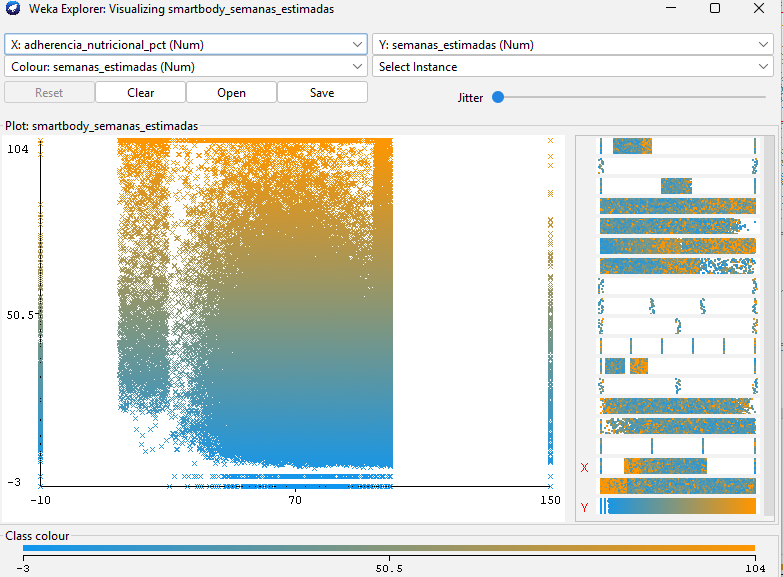 Weka Explorer: Visualizing smartbody_semanas_estimadas
X: adherencia_nutricional_pct (Num)
Y: semanas_estimadas (Num)
Colour: semanas_estimadas (Num)
Select Instance
Reset
Clear
Open
Save
Jitter
Plot: smartbody_semanas_estimadas
104
50.5
-3
-10
70
150
X
Y
Class colour
-3
50.5
104